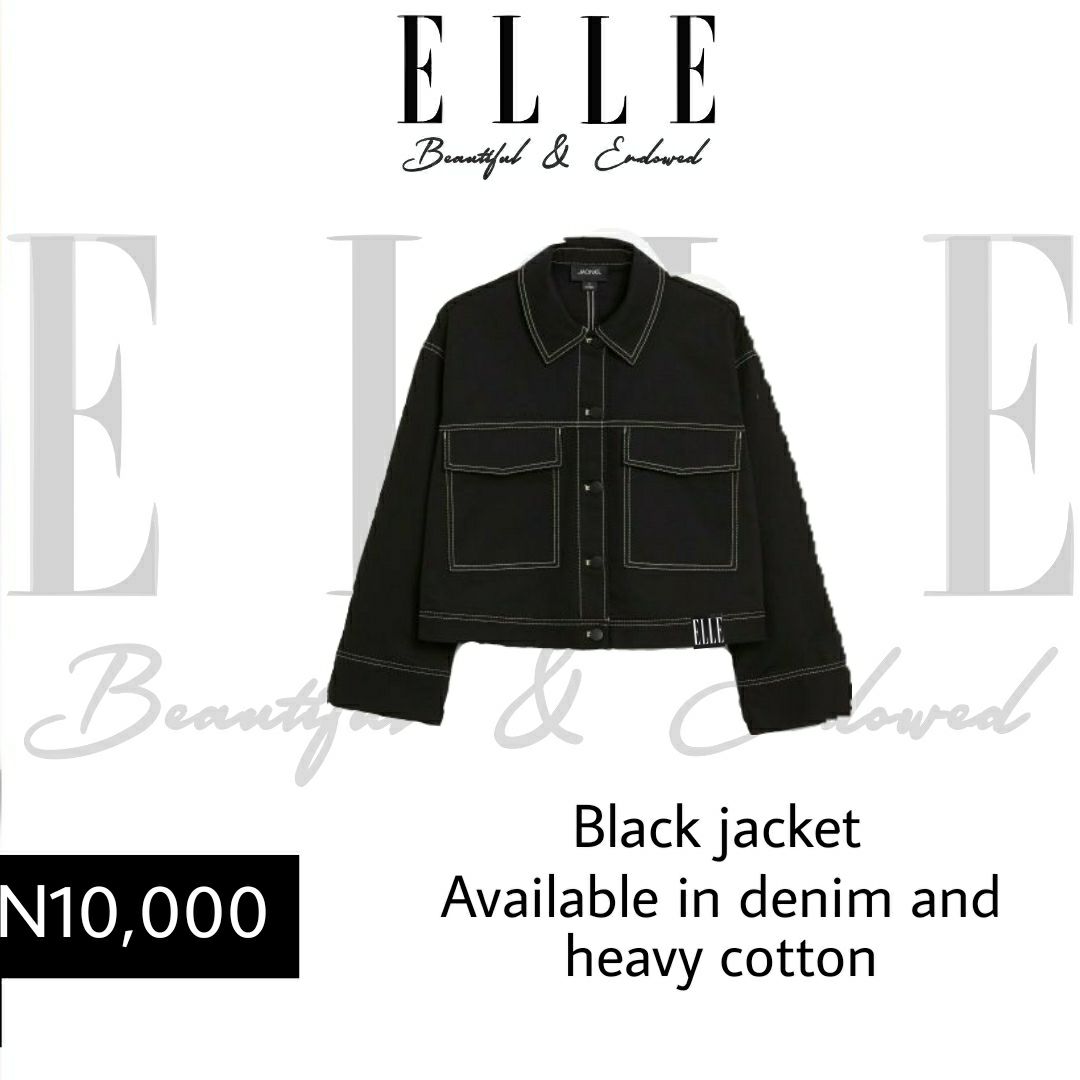 ELLE
Beautiful & Endowed
ELLE
Beautiful & Endowed
ELLE
Black jacket
Available in denim and
heavy cotton
N10,000